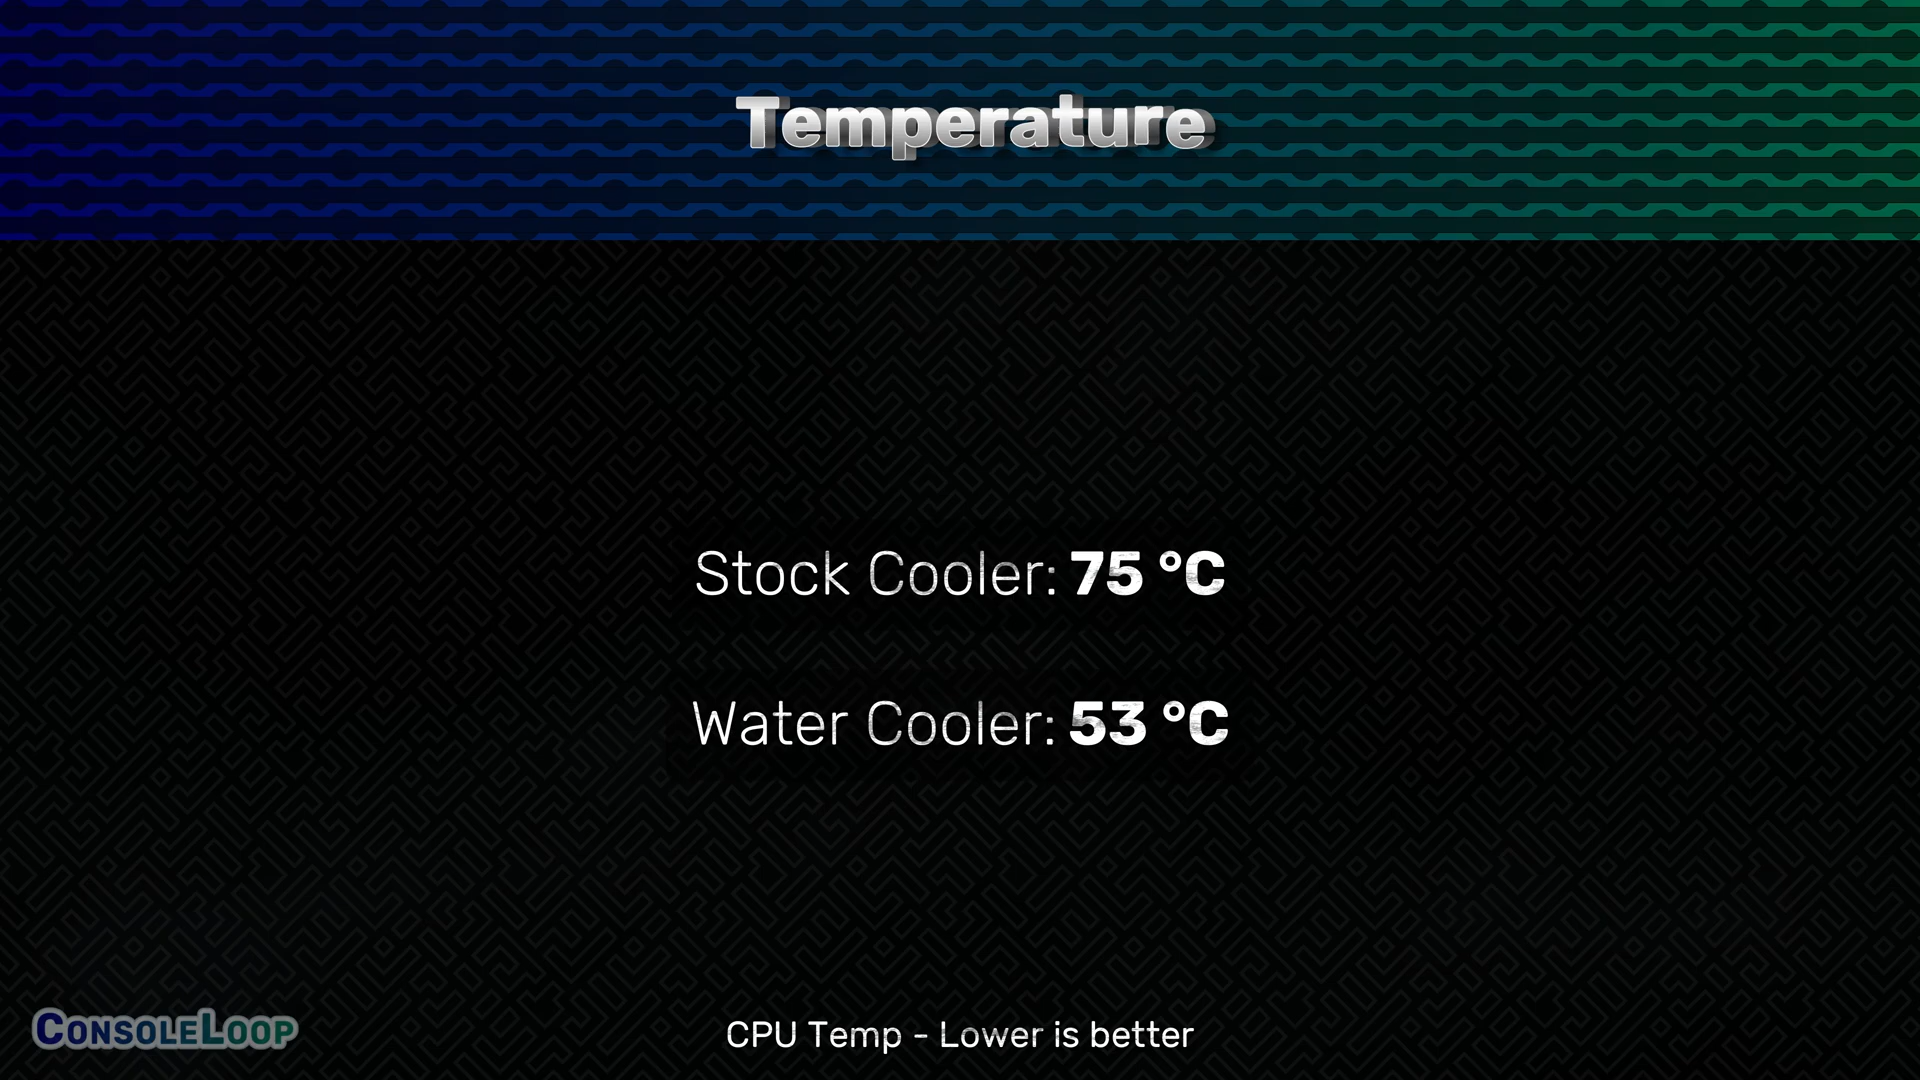 Temperature
Stock Cooler: 75 °C
Water Cooler: 53 °C
CONSOLELOOP
CPU Temp - Lower is better